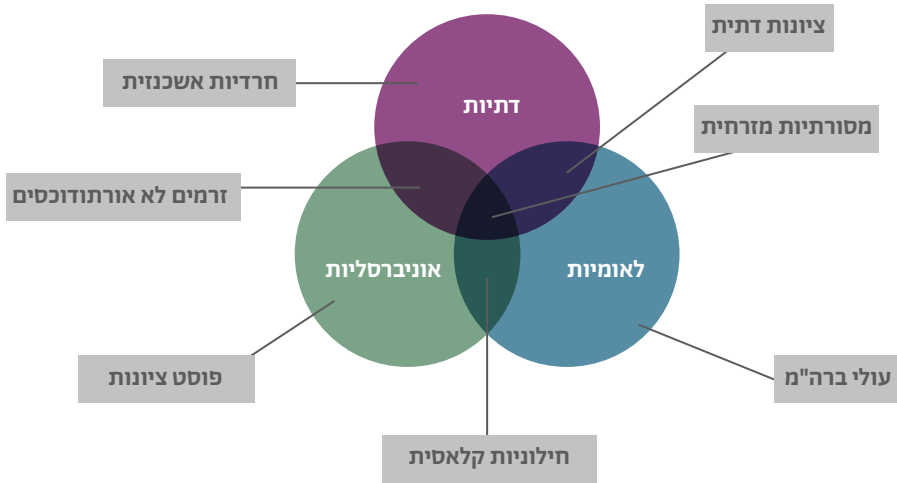 ציונות דתית
חרדיות אשכנזית
דתיות
מסורתיות מזרחית
זרמים לא אורתודוכסים
לאומיות
אוניברסליות
פוסט ציונות
עולי ברה"מ
חילוניות קלאסית